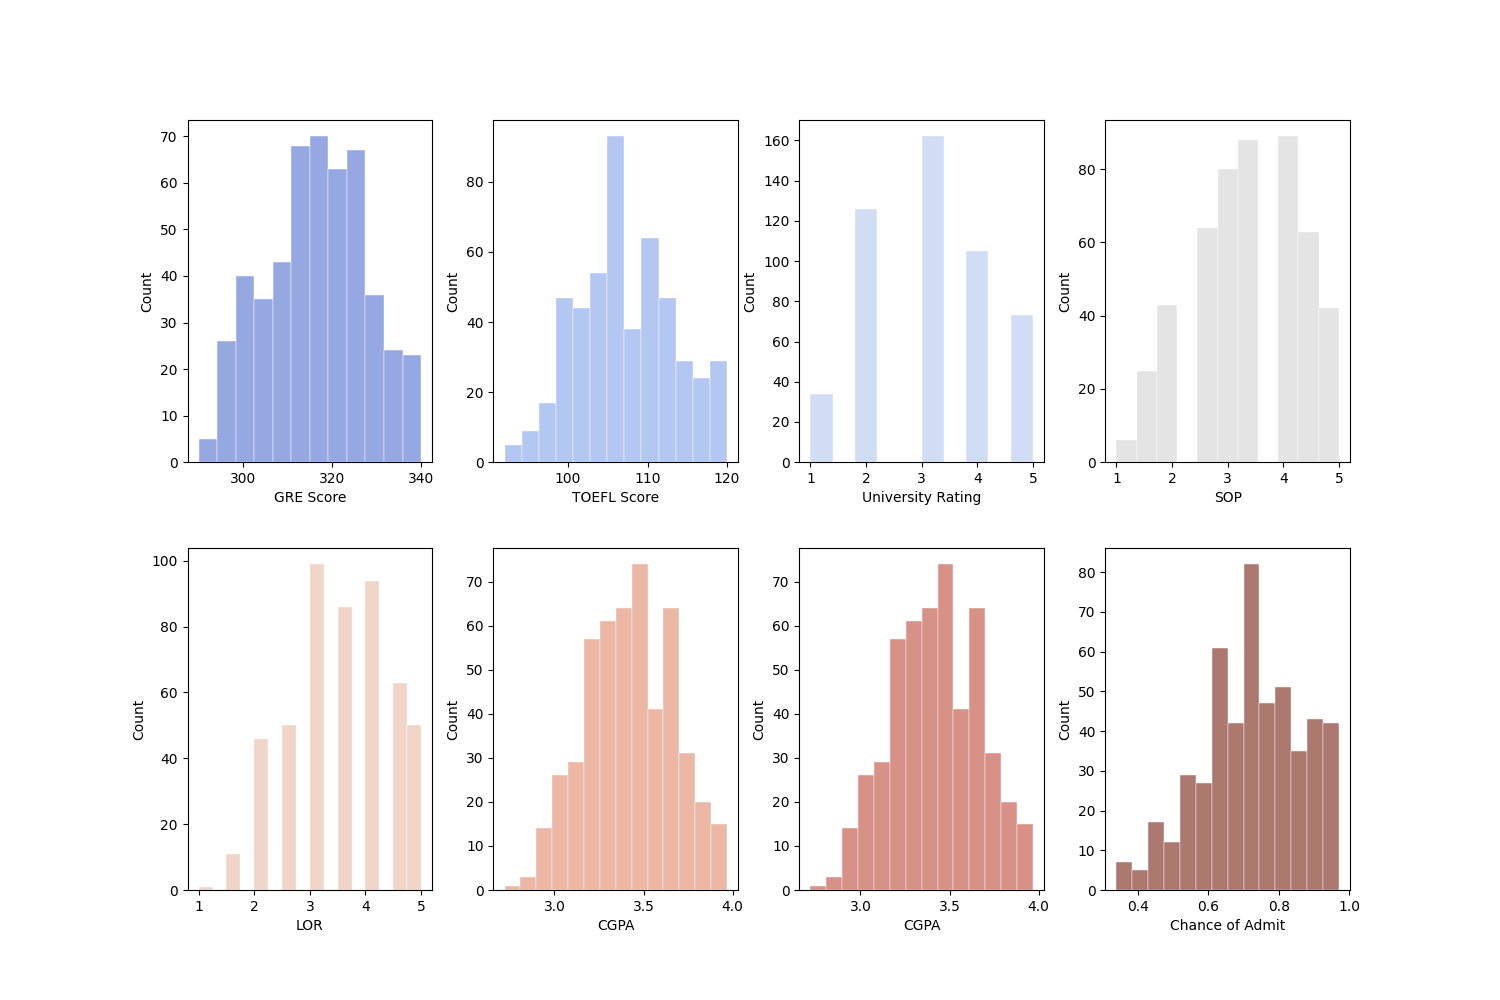 70
60
50
40
30
20
10
0
Count
300 320 340
GRE Score
80
60
40
20
0
Count
100 110 120
TOEFL Score
160
140
120
100
80
60
40
20
0
Count
1 2 3 4 5
University Rating
80
60
40
20
0
Count
1 2 3 4 5
SOP
100
80
60
40
20
0
Count
1 2 3 4 5
LOR
70
60
50
40
30
20
10
0
Count
3.0 3.5 4.0
CGPA
70
60
50
40
30
20
10
0
Count
3.0 3.5 4.0
CGPA
80
70
60
50
40
30
20
10
0
Count
0.4 0.6 0.8 1.0
Chance of Admit